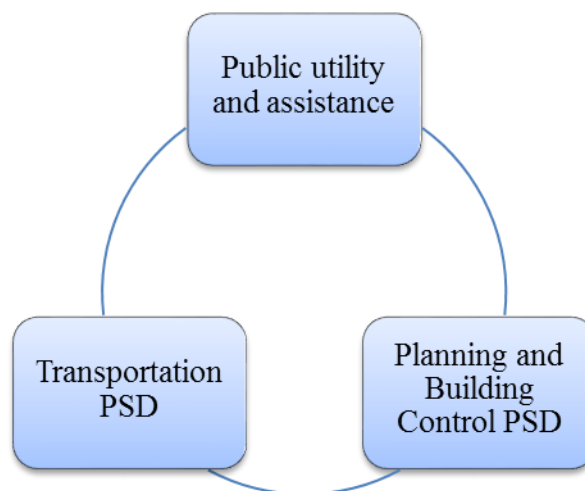 Public utility
and assistance
Transportation
PSD
Planning and
Building
Control PSD